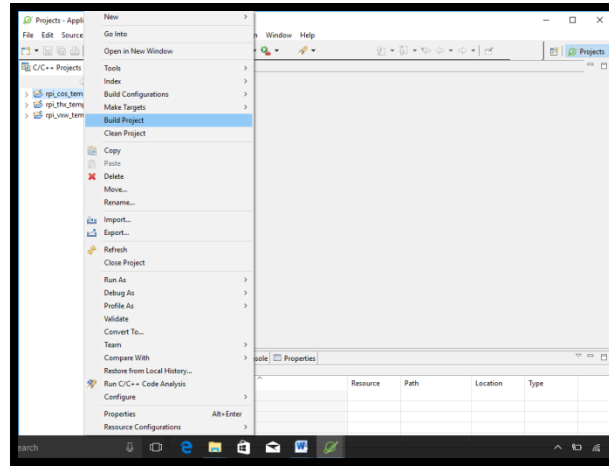 Projects - Appli
File Edit Source
n Window Help
Projects
C/C++ Projects
rpi_cos_tem
rpi_thx_temp
rpi_vxw_tem
New
Go Into
Open in New Window
Tools
Index
Build Configurations
Make Targets
Build Project
Clean Project
Copy
Paste
Delete
Move...
Rename...
Import...
Export...
Refresh
Close Project
Run As
Debug As
Profile As
Validate
Convert To...
Team
Compare With
Restore from Local History...
Run C/C++ Code Analysis
Configure
Properties Alt+Enter
Resource Configurations
nsole Properties
Resource Path Location Type
earch